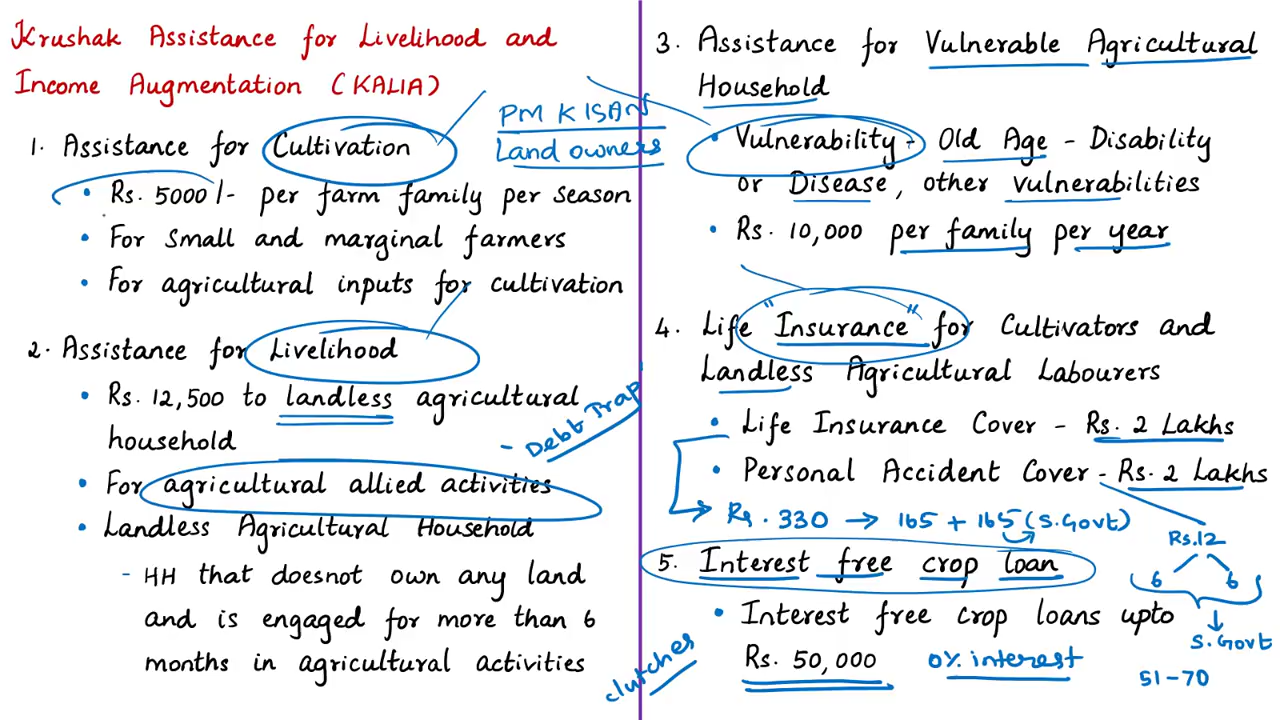 Krushak Assistance for Livelihood and
Income Augmentation (KALIA)
PM KISAN
Land owners
1. Assistance for Cultivation
• Rs. 5000/- per farm family per season
• For small and marginal farmers
• For agricultural inputs for cultivation
2. Assistance for Livelihood
• Rs. 12,500 to landless agricultural
household
- Debt Trap
• For agricultural allied activities
• Landless Agricultural Household
- HH that doesnot own any land
and is engaged for more than 6
months in agricultural activities
3. Assistance for Vulnerable Agricultural
Household
• Vulnerability - Old Age - Disability
or Disease, other vulnerabilities
• Rs. 10,000 per family per year
4. Life "Insurance" for Cultivators and
Landless Agricultural Labourers
• Life Insurance Cover - Rs. 2 Lakhs
• Personal Accident Cover - Rs. 2 Lakhs
Rs. 330 → 165 + 165 (S.Govt)
Rs.12
6 6
S.Govt
51-70
5. Interest free crop loan
• Interest free crop loans upto
Rs. 50,000 0% interest
clutches